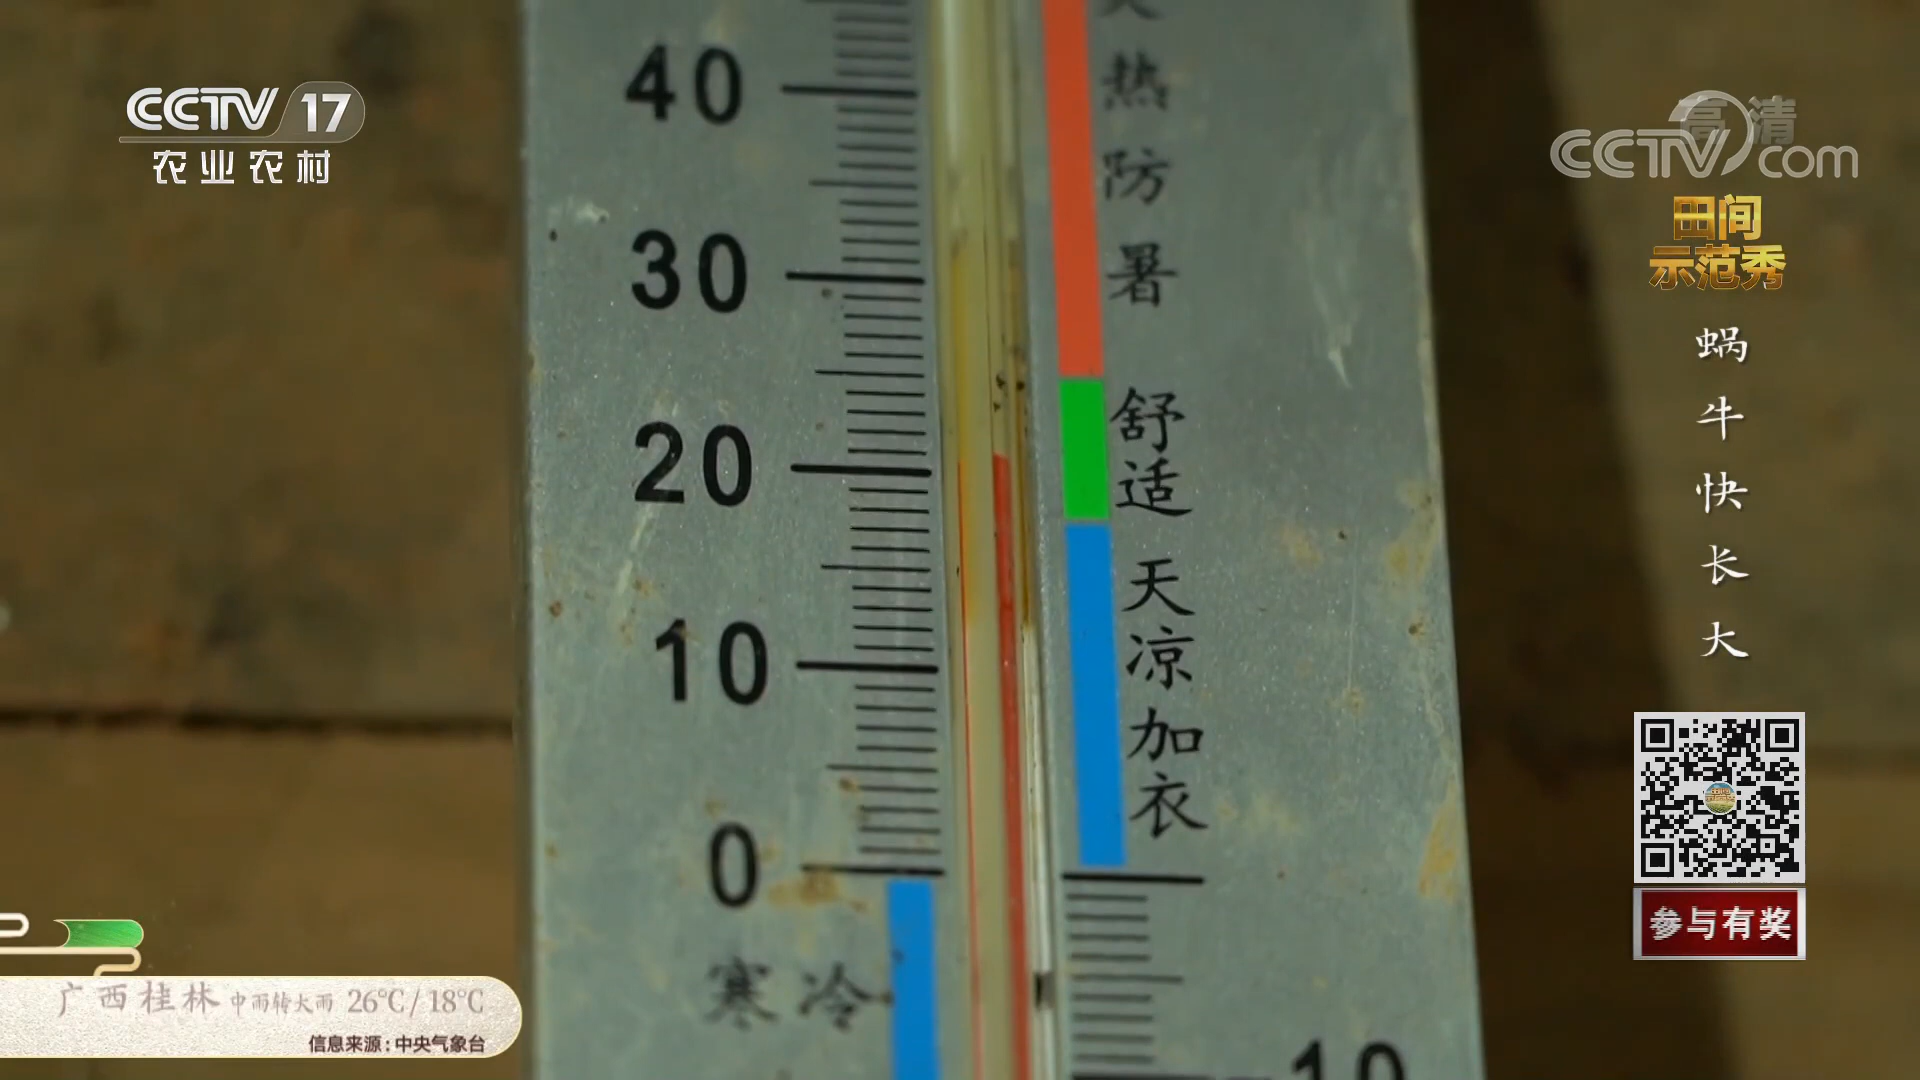 CCTV 17
农业农村
高清
CCTV.com
田间
示范秀
蜗牛快长大
参与有奖
40
30
20
10
0
热防暑
舒适
天凉加衣
寒冷
10
广西桂林 中雨转大雨 26℃/18℃
信息来源:中央气象台